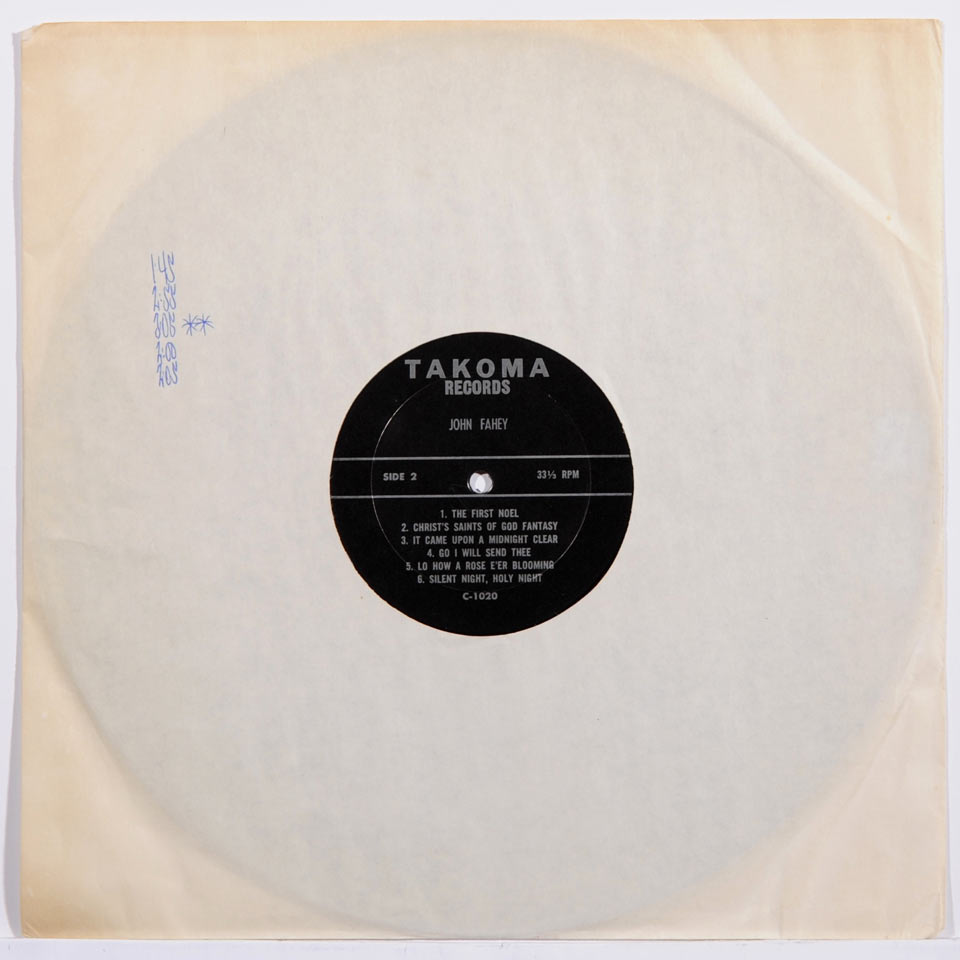 TAKOMA
RECORDS
JOHN FAHEY
SIDE 2 33⅓ RPM
1. THE FIRST NOEL
2. CHRIST'S SAINTS OF GOD FANTASY
3. IT CAME UPON A MIDNIGHT CLEAR
4. GO I WILL SEND THEE
5. LO HOW A ROSE E'ER BLOOMING
6. SILENT NIGHT, HOLY NIGHT
C-1020
1:45